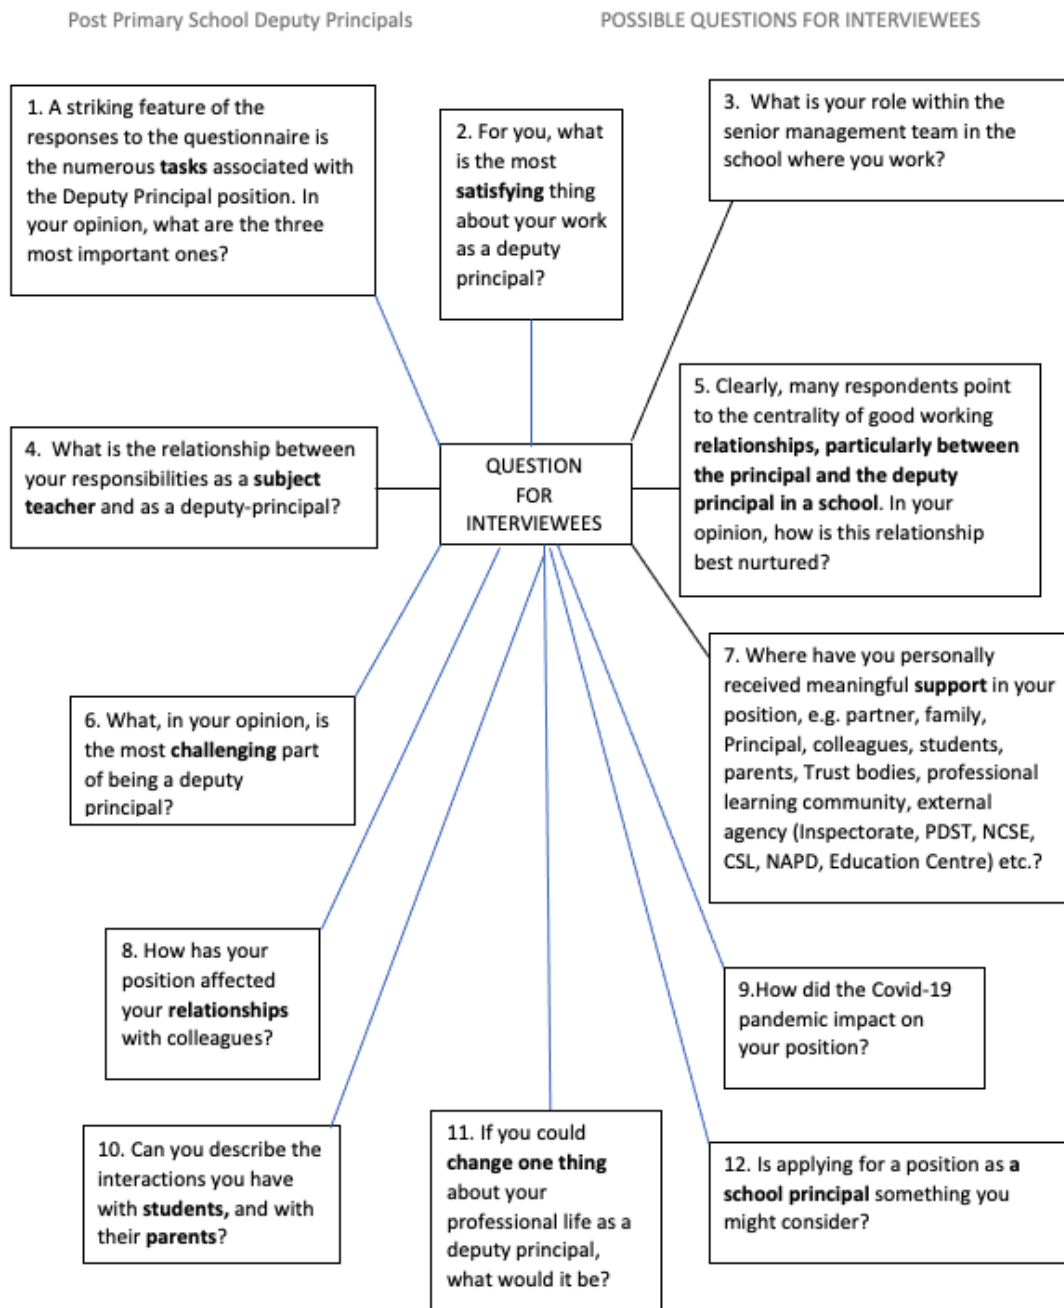 Post Primary School Deputy Principals
POSSIBLE QUESTIONS FOR INTERVIEWEES
1. A striking feature of the
responses to the questionnaire is
the numerous tasks associated with
the Deputy Principal position. In
your opinion, what are the three
most important ones?
2. For you, what
is the most
satisfying thing
about your work
as a deputy
principal?
3. What is your role within the
senior management team in the
school where you work?
4. What is the relationship between
your responsibilities as a subject
teacher and as a deputy-principal?
QUESTION
FOR
INTERVIEWEES
5. Clearly, many respondents point
to the centrality of good working
relationships, particularly between
the principal and the deputy
principal in a school. In your
opinion, how is this relationship
best nurtured?
6. What, in your opinion, is
the most challenging part
of being a deputy
principal?
7. Where have you personally
received meaningful support in your
position, e.g. partner, family,
Principal, colleagues, students,
parents, Trust bodies, professional
learning community, external
agency (Inspectorate, PDST, NCSE,
CSL, NAPD, Education Centre) etc.?
8. How has your
position affected
your relationships
with colleagues?
9.How did the Covid-19
pandemic impact on
your position?
10. Can you describe the
interactions you have
with students, and with
their parents?
11. If you could
change one thing
about your
professional life as a
deputy principal,
what would it be?
12. Is applying for a position as a
school principal something you
might consider?